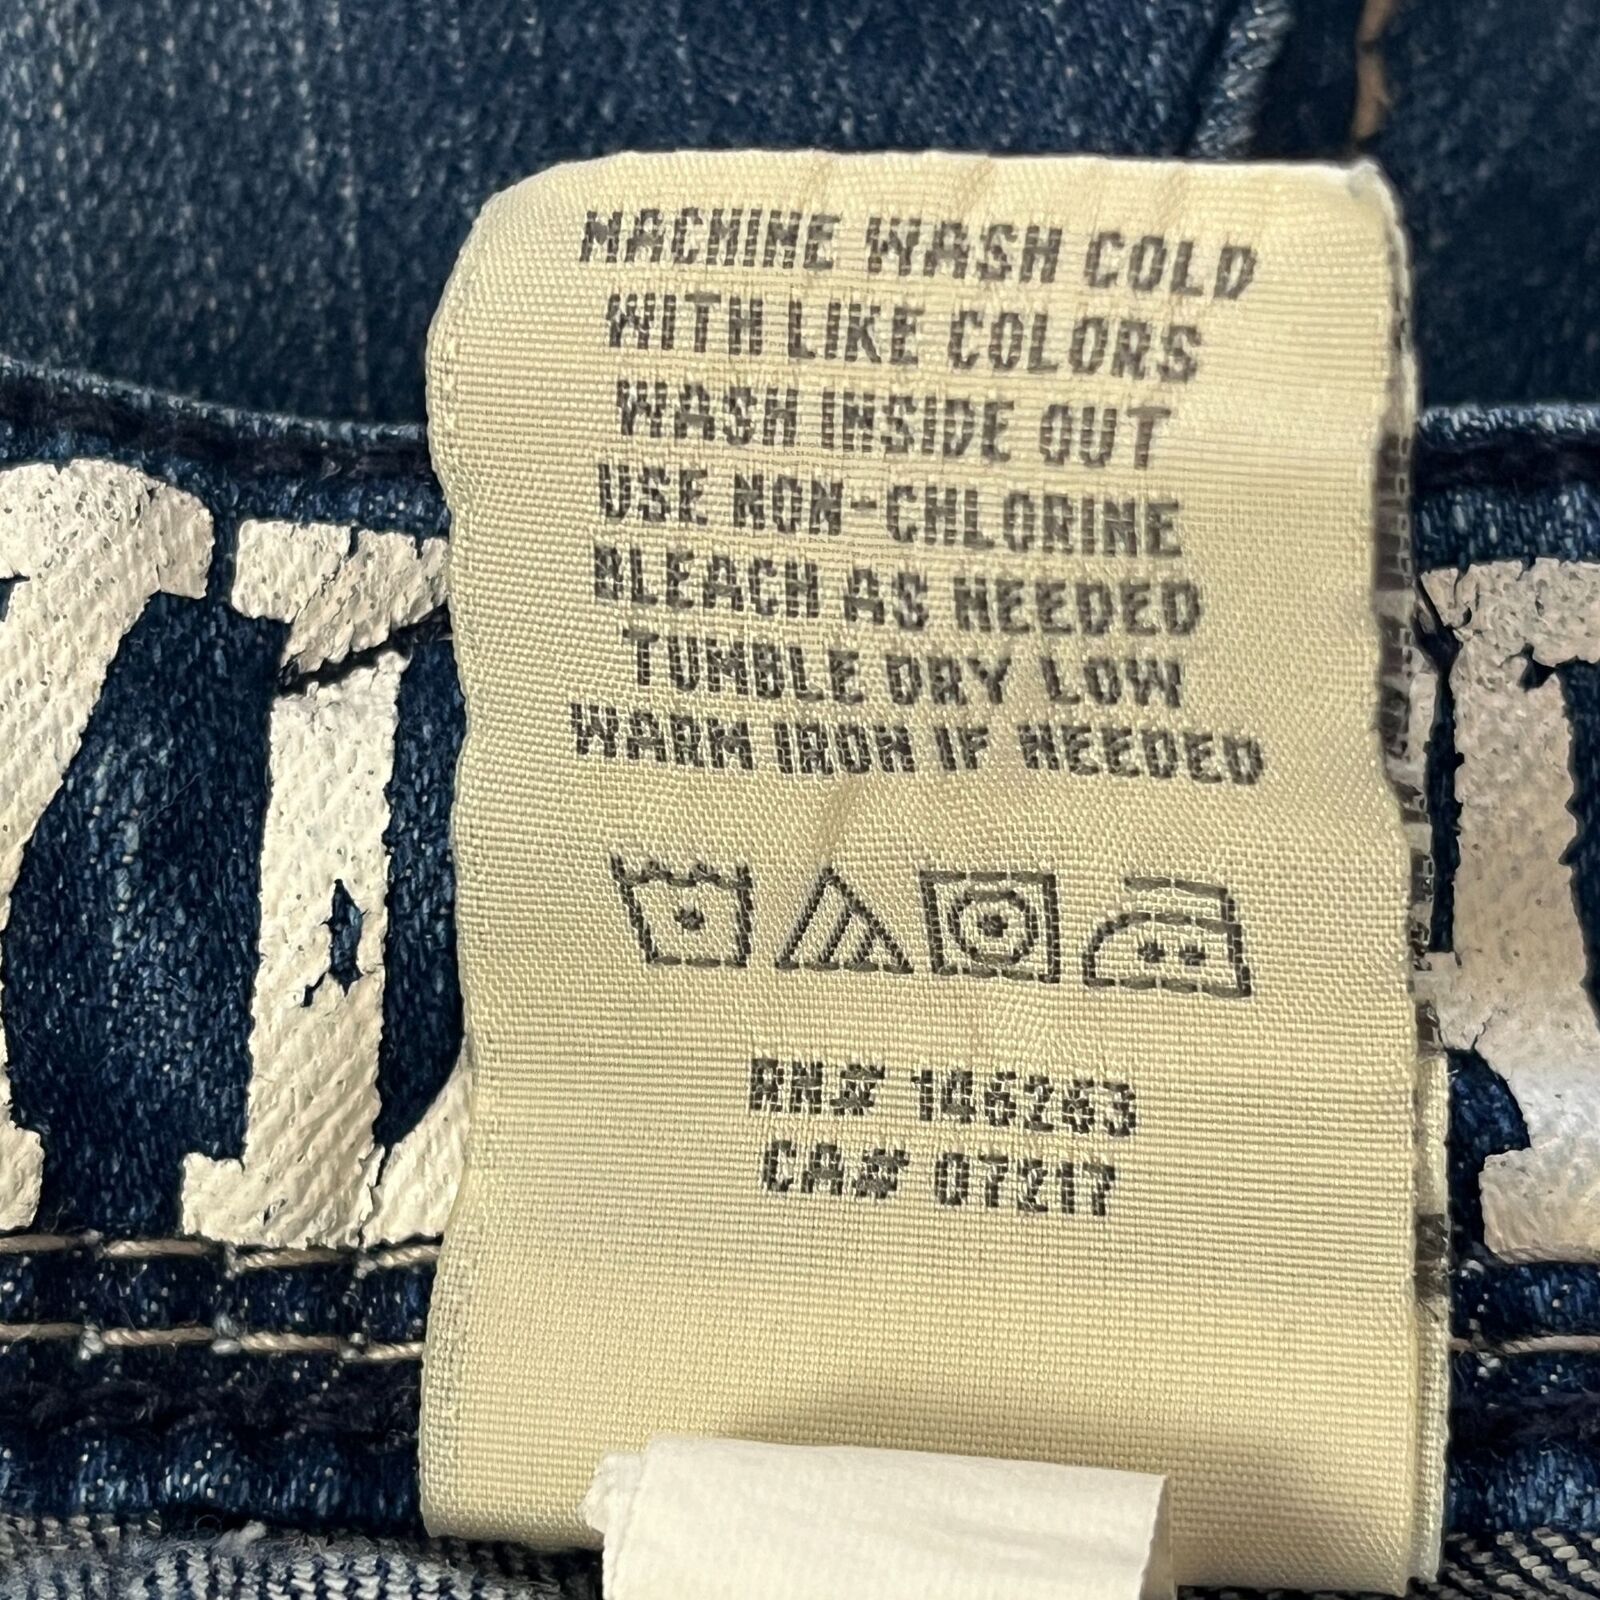 MACHINE WASH COLD
WITH LIKE COLORS
WASH INSIDE OUT
USE NON-CHLORINE
BLEACH AS NEEDED
TUMBLE DRY LOW
WARM IRON IF NEEDED
RN# 146263
CA# 07217